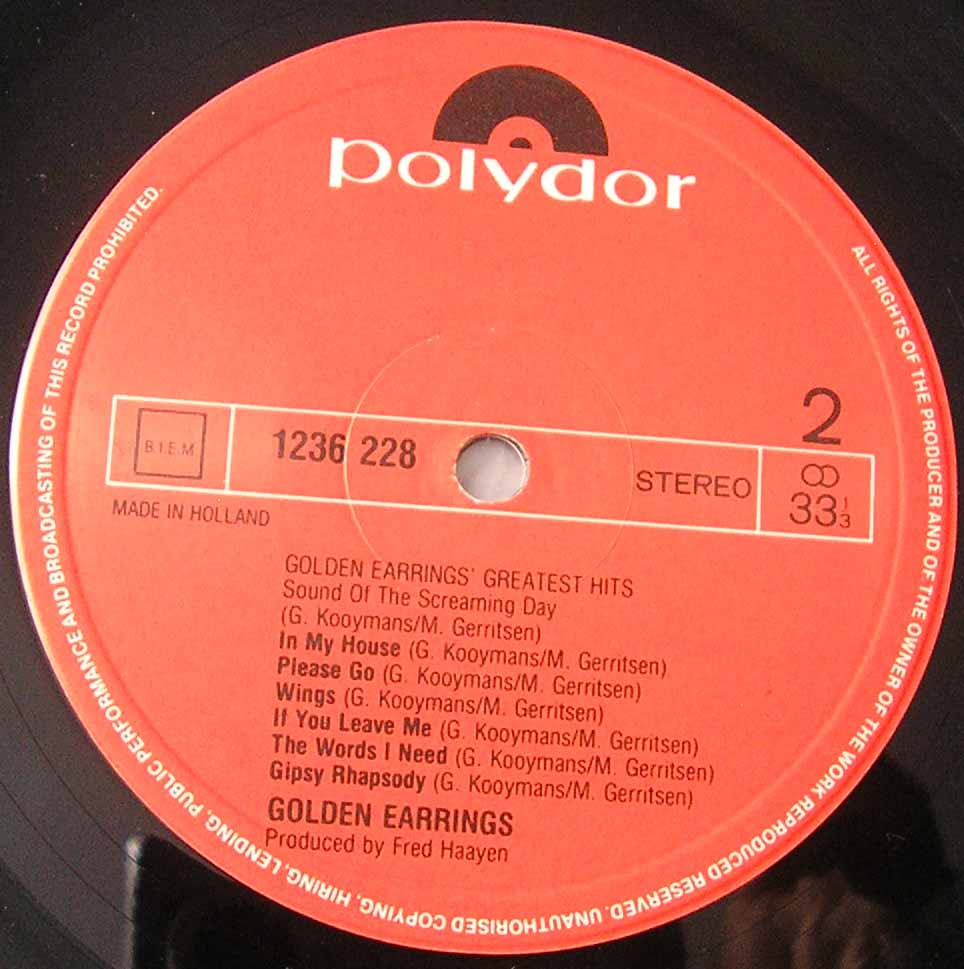 polydor
2
B.I.E.M
1236 228
STEREO
33 1/3
MADE IN HOLLAND
GOLDEN EARRINGS' GREATEST HITS
Sound Of The Screaming Day
(G. Kooymans/M. Gerritsen)
In My House (G. Kooymans/M. Gerritsen)
Please Go (G. Kooymans/M. Gerritsen)
Wings (G. Kooymans/M. Gerritsen)
If You Leave Me (G. Kooymans/M. Gerritsen)
The Words I Need (G. Kooymans/M. Gerritsen)
Gipsy Rhapsody (G. Kooymans/M. Gerritsen)
GOLDEN EARRINGS
Produced by Fred Haayen
ALL RIGHTS OF THE PRODUCER AND OF THE OWNER OF THE WORK REPRODUCED RESERVED. UNAUTHORISED COPYING, HIRING, LENDING, PUBLIC PERFORMANCE AND BROADCASTING OF THIS RECORD PROHIBITED.